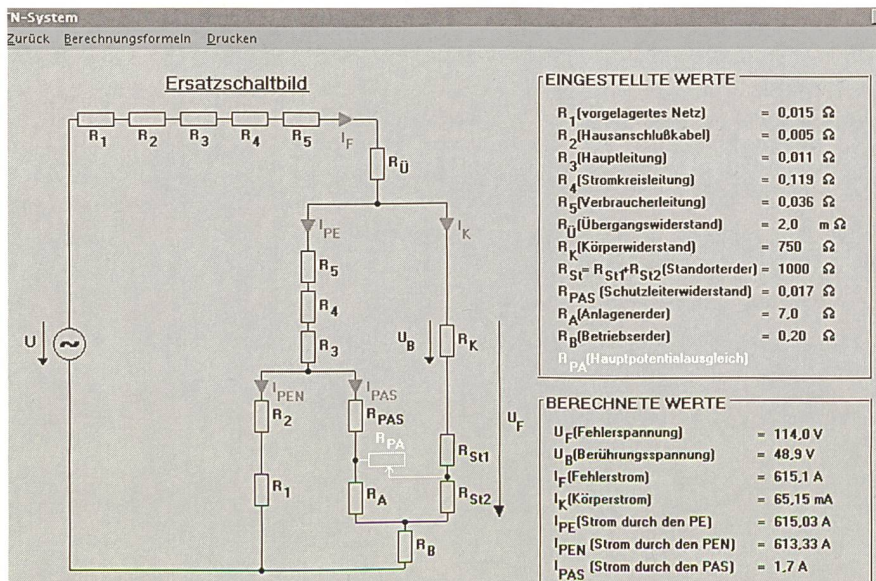 TN-System
Zurück Berechnungsformeln Drucken
Ersatzschaltbild
R1 R2 R3 R4 R5 IF
RÜ
IPE IK
R5
R4
R3
U
UB RK
UF
IPEN IPAS
R2 RPAS
RPA
RSt1
R1 RA RSt2
RB
EINGESTELLTE WERTE
R1(vorgelagertes Netz) = 0,015 Ω
R2(Hausanschlußkabel) = 0,005 Ω
R3(Hauptleitung) = 0,011 Ω
R4(Stromkreisleitung) = 0,119 Ω
R5(Verbraucherleitung) = 0,036 Ω
RÜ(Übergangswiderstand) = 2,0 mΩ
RK(Körperwiderstand) = 750 Ω
RSt= RSt1+RSt2(Standorterder) = 1000 Ω
RPAS (Schutzleiterwiderstand) = 0,017 Ω
RA(Anlagenerder) = 7,0 Ω
RB(Betriebserder) = 0,20 Ω
RPA(Hauptpotentialausgleich)
BERECHNETE WERTE
UF(Fehlerspannung) = 114,0 V
UB(Berührungsspannung) = 48,9 V
IF(Fehlerstrom) = 615,1 A
IK(Körperstrom) = 65,15 mA
IPE(Strom durch den PE) = 615,03 A
IPEN (Strom durch den PEN) = 613,33 A
IPAS (Strom durch den PAS) = 1,7 A